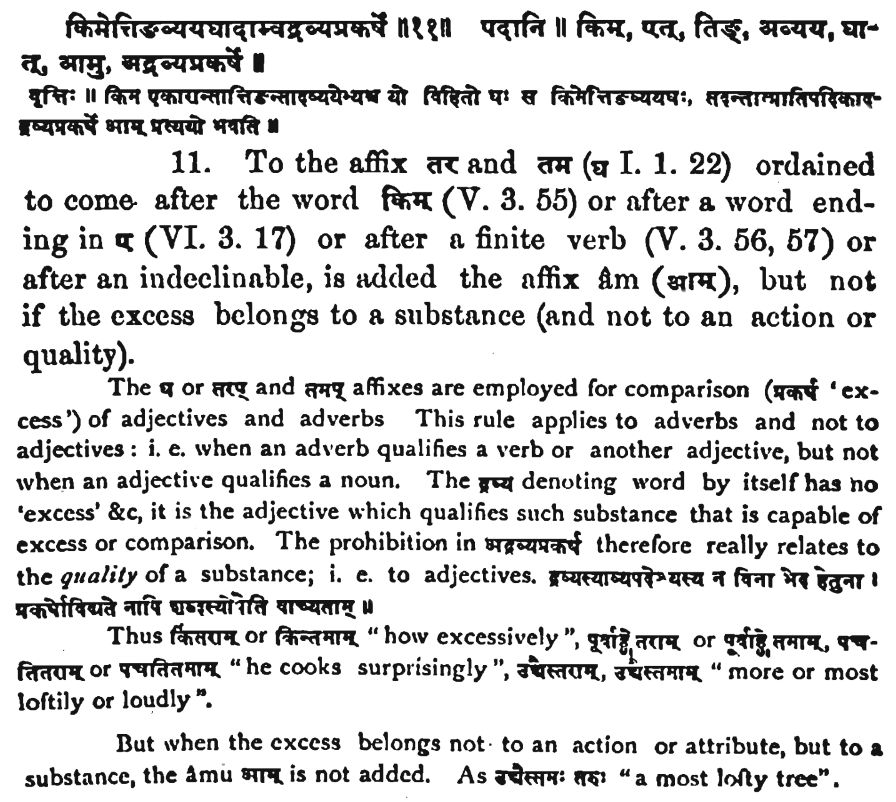 किमेत्तिङव्ययघादाम्वद्रव्यप्रकर्षे ॥११॥ पदानि ॥ किम्, एत्, तिङ्, अव्यय, घा-
त्, आमु, अद्रव्यप्रकर्षे ॥
वृत्तिः ॥ किम एकारान्तात्तिङन्तादव्ययेभ्यश्च यो विहितो घः स किमेत्तिङव्ययघः, तदन्तात्प्रातिपदिकाद-
द्रव्यप्रकर्षे आम् प्रत्ययो भवति ॥
11. To the affix तर and तम (घ I. 1. 22) ordained
to come after the word किम् (V. 3. 55) or after a word end-
ing in ए (VI. 3. 17) or after a finite verb (V. 3. 56, 57) or
after an indeclinable, is added the affix âm (आम्), but not
if the excess belongs to a substance (and not to an action or
quality).
The घ or तरप् and तमप् affixes are employed for comparison (प्रकर्ष 'ex-
cess') of adjectives and adverbs This rule applies to adverbs and not to
adjectives : i. e. when an adverb qualifies a verb or another adjective, but not
when an adjective qualifies a noun. The द्रव्य denoting word by itself has no
'excess' &c, it is the adjective which qualifies such substance that is capable of
excess or comparison. The prohibition in अद्रव्यप्रकर्ष therefore really relates to
the quality of a substance; i. e. to adjectives. द्रव्यस्याव्यपदेश्यस्य न विना भेद हेतुना ।
प्रकर्षोविद्यते नापि वाच्यताम् ॥
Thus किंतराम् or किन्तमाम् "how excessively", पूर्वाह्णेतराम् or पूर्वाह्णेतमाम्, पच-
तितराम् or पचतितमाम् "he cooks surprisingly", उच्चैस्तराम्, उच्चैस्तमाम् "more or most
loftily or loudly".
But when the excess belongs not to an action or attribute, but to a
substance, the âmu आम् is not added. As उच्चैस्तमः तरुः "a most lofty tree".